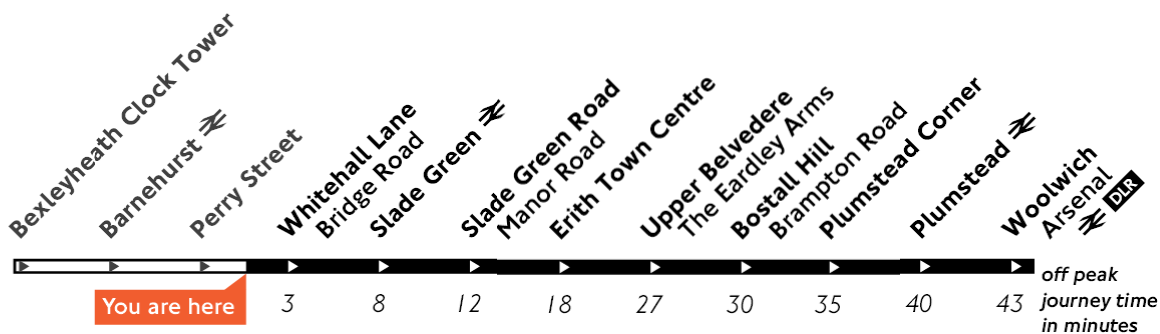 Bexleyheath Clock Tower
Barnehurst
Perry Street
Whitehall Lane
Bridge Road
Slade Green
Slade Green Road
Manor Road
Erith Town Centre
Upper Belvedere
The Eardley Arms
Bostall Hill
Brampton Road
Plumstead Corner
Plumstead
Woolwich
Arsenal
DLR
You are here
3 8 12 18 27 30 35 40 43
off peak
journey time
in minutes